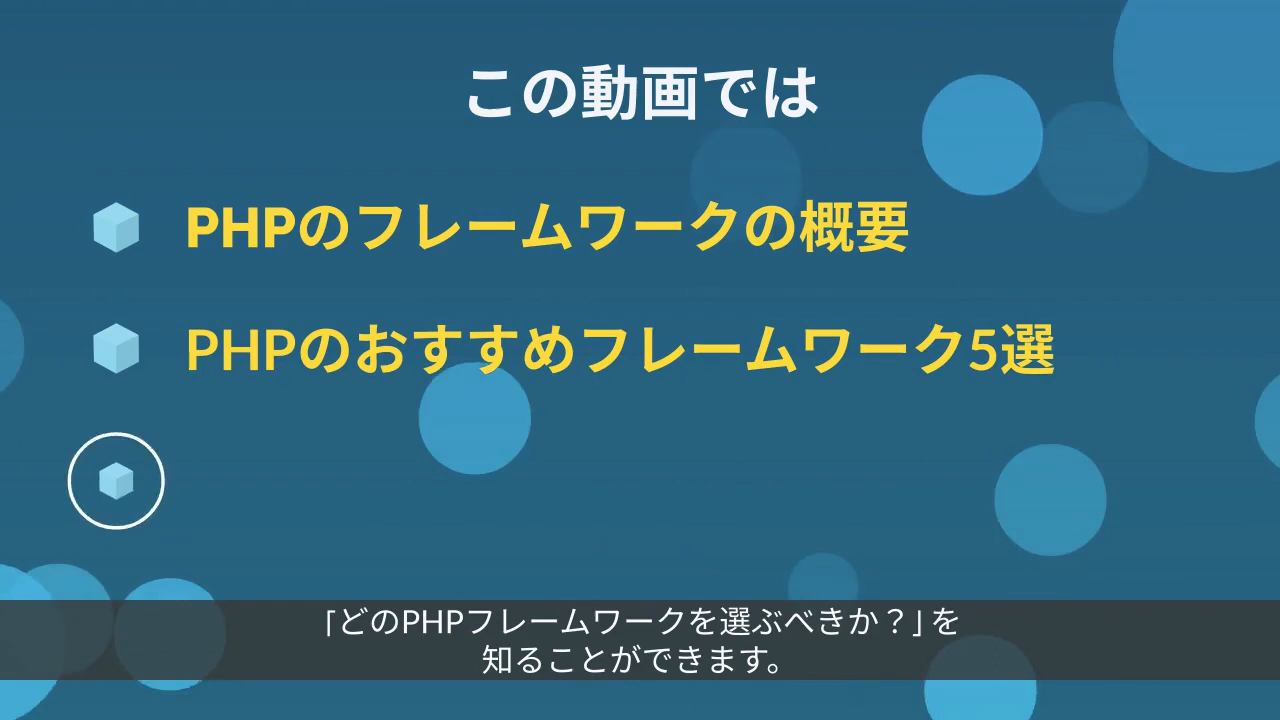 この動画では
PHPのフレームワークの概要
PHPのおすすめフレームワーク5選
「どのPHPフレームワークを選ぶべきか？」を
知ることができます。